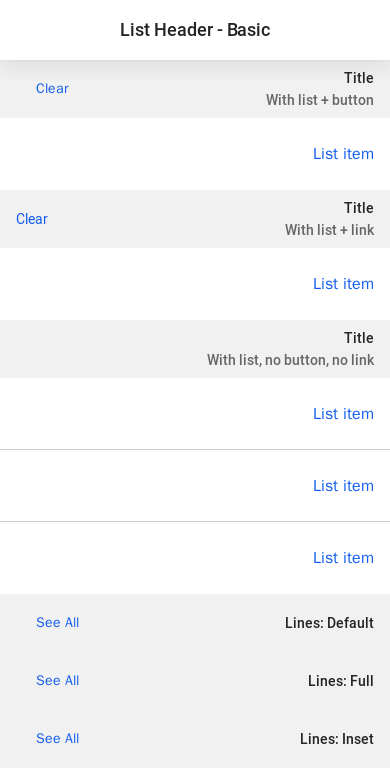 List Header - Basic
Title
With list + button
Clear
List item
Title
With list + link
Clear
List item
Title
With list, no button, no link
List item
List item
List item
Lines: Default
See All
Lines: Full
See All
Lines: Inset
See All